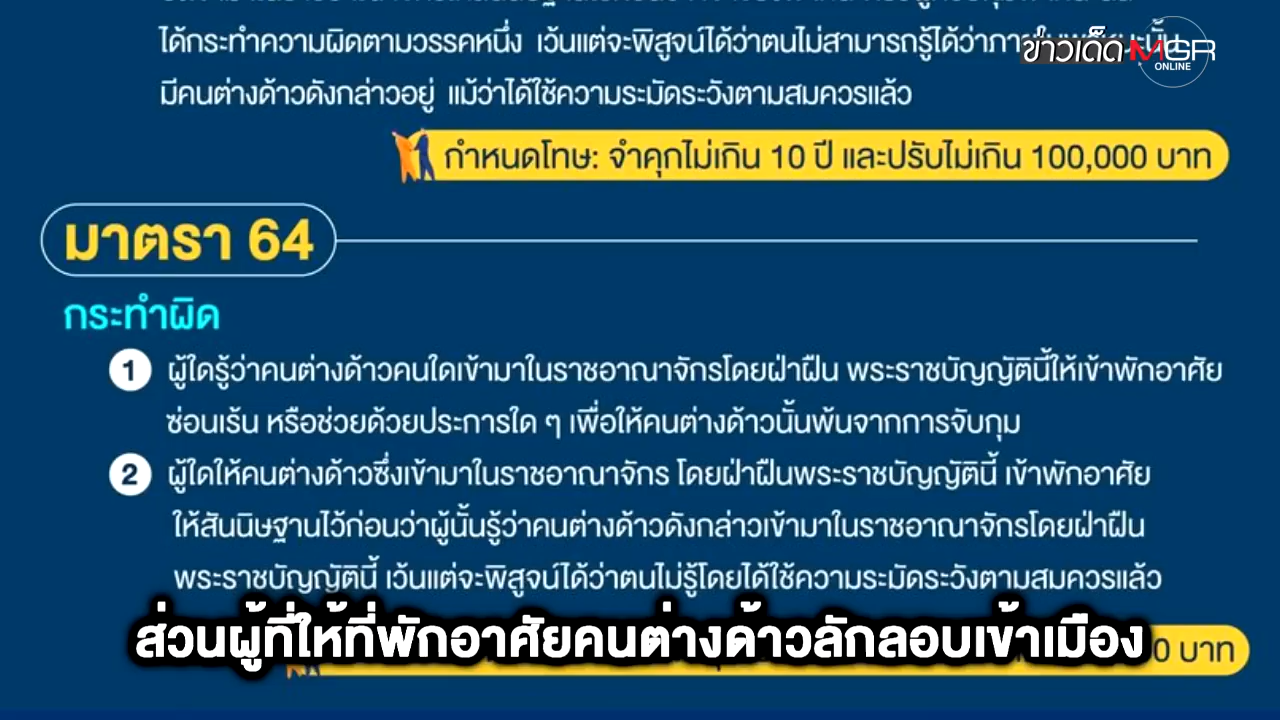 ได้กระทำความผิดตามวรรคหนึ่ง เว้นแต่จะพิสูจน์ได้ว่าตนไม่สามารถรู้ได้ว่า
ข่าวเด็ด MGR
ONLINE
มีคนต่างด้าวดังกล่าวอยู่ แม้ว่าได้ใช้ความระมัดระวังตามสมควรแล้ว
กำหนดโทษ: จำคุกไม่เกิน 10 ปี และปรับไม่เกิน 100,000 บาท
มาตรา 64
กระทำผิด
1 ผู้ใดรู้ว่าคนต่างด้าวคนใดเข้ามาในราชอาณาจักรโดยฝ่าฝืน พระราชบัญญัตินี้ให้เข้าพักอาศัย
ซ่อนเร้น หรือช่วยด้วยประการใด ๆ เพื่อให้คนต่างด้าวนั้นพ้นจากการจับกุม
2 ผู้ใดให้คนต่างด้าวซึ่งเข้ามาในราชอาณาจักร โดยฝ่าฝืนพระราชบัญญัตินี้ เข้าพักอาศัย
ให้สันนิษฐานไว้ก่อนว่าผู้นั้นรู้ว่าคนต่างด้าวดังกล่าวเข้ามาในราชอาณาจักรโดยฝ่าฝืน
พระราชบัญญัตินี้ เว้นแต่จะพิสูจน์ได้ว่าตนไม่รู้โดยได้ใช้ความระมัดระวังตามสมควรแล้ว
ส่วนผู้ที่ให้ที่พักอาศัยคนต่างด้าวลักลอบเข้าเมือง
0 บาท